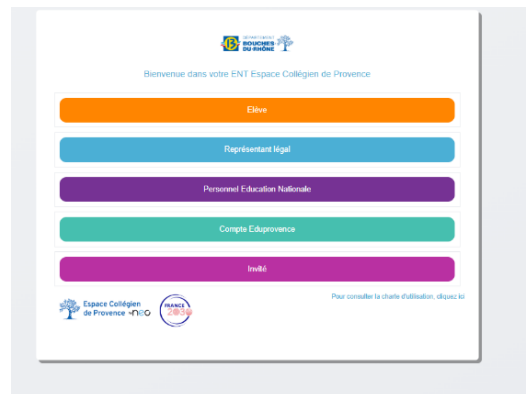 DÉPARTEMENT
BOUCHES
DU-RHÔNE
Bienvenue dans votre ENT Espace Collégien de Provence
Elève
Représentant légal
Personnel Education Nationale
Compte Eduprovence
Invité
Pour consulter la charte d'utilisation, cliquez ici
Espace Collégien
de Provence
neo
FRANCE
2030